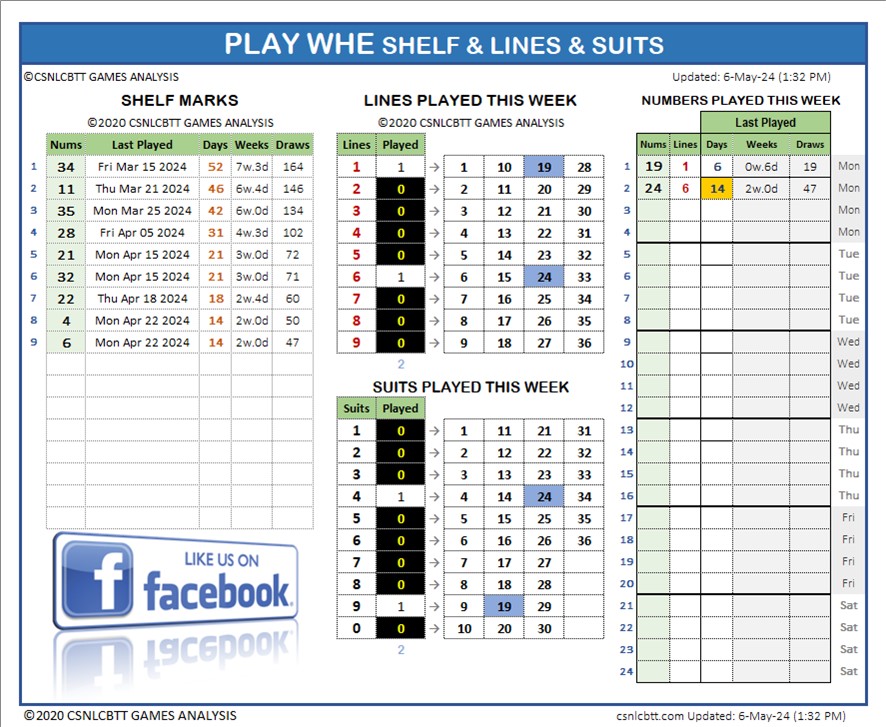 PLAY WHE SHELF & LINES & SUITS
©CSNLCBTT GAMES ANALYSIS
Updated: 6-May-24 (1:32 PM)
SHELF MARKS
©2020 CSNLCBTT GAMES ANALYSIS
Nums Last Played Days Weeks Draws
1 34 Fri Mar 15 2024 52 7w.3d 164
2 11 Thu Mar 21 2024 46 6w.4d 146
3 35 Mon Mar 25 2024 42 6w.0d 134
4 28 Fri Apr 05 2024 31 4w.3d 102
5 21 Mon Apr 15 2024 21 3w.0d 72
6 32 Mon Apr 15 2024 21 3w.0d 71
7 22 Thu Apr 18 2024 18 2w.4d 60
8 4 Mon Apr 22 2024 14 2w.0d 50
9 6 Mon Apr 22 2024 14 2w.0d 47
LIKE US ON
f facebook.
LINES PLAYED THIS WEEK
©2020 CSNLCBTT GAMES ANALYSIS
Lines Played
1 1 → 1 10 19 28
2 0 → 2 11 20 29
3 0 → 3 12 21 30
4 0 → 4 13 22 31
5 0 → 5 14 23 32
6 1 → 6 15 24 33
7 0 → 7 16 25 34
8 0 → 8 17 26 35
9 0 → 9 18 27 36
2
SUITS PLAYED THIS WEEK
Suits Played
1 0 → 1 11 21 31
2 0 → 2 12 22 32
3 0 → 3 13 23 33
4 1 → 4 14 24 34
5 0 → 5 15 25 35
6 0 → 6 16 26 36
7 0 → 7 17 27
8 0 → 8 18 28
9 1 → 9 19 29
0 0 → 10 20 30
2
NUMBERS PLAYED THIS WEEK
Last Played
Nums Lines Days Weeks Draws
1 19 1 6 0w.6d 19 Mon
2 24 6 14 2w.0d 47 Mon
3 Mon
4 Mon
5 Tue
6 Tue
7 Tue
8 Tue
9 Wed
10 Wed
11 Wed
12 Wed
13 Thu
14 Thu
15 Thu
16 Thu
17 Fri
18 Fri
19 Fri
20 Fri
21 Sat
22 Sat
23 Sat
24 Sat
©2020 CSNLCBTT GAMES ANALYSIS
csnlcbtt.com Updated: 6-May-24 (1:32 PM)